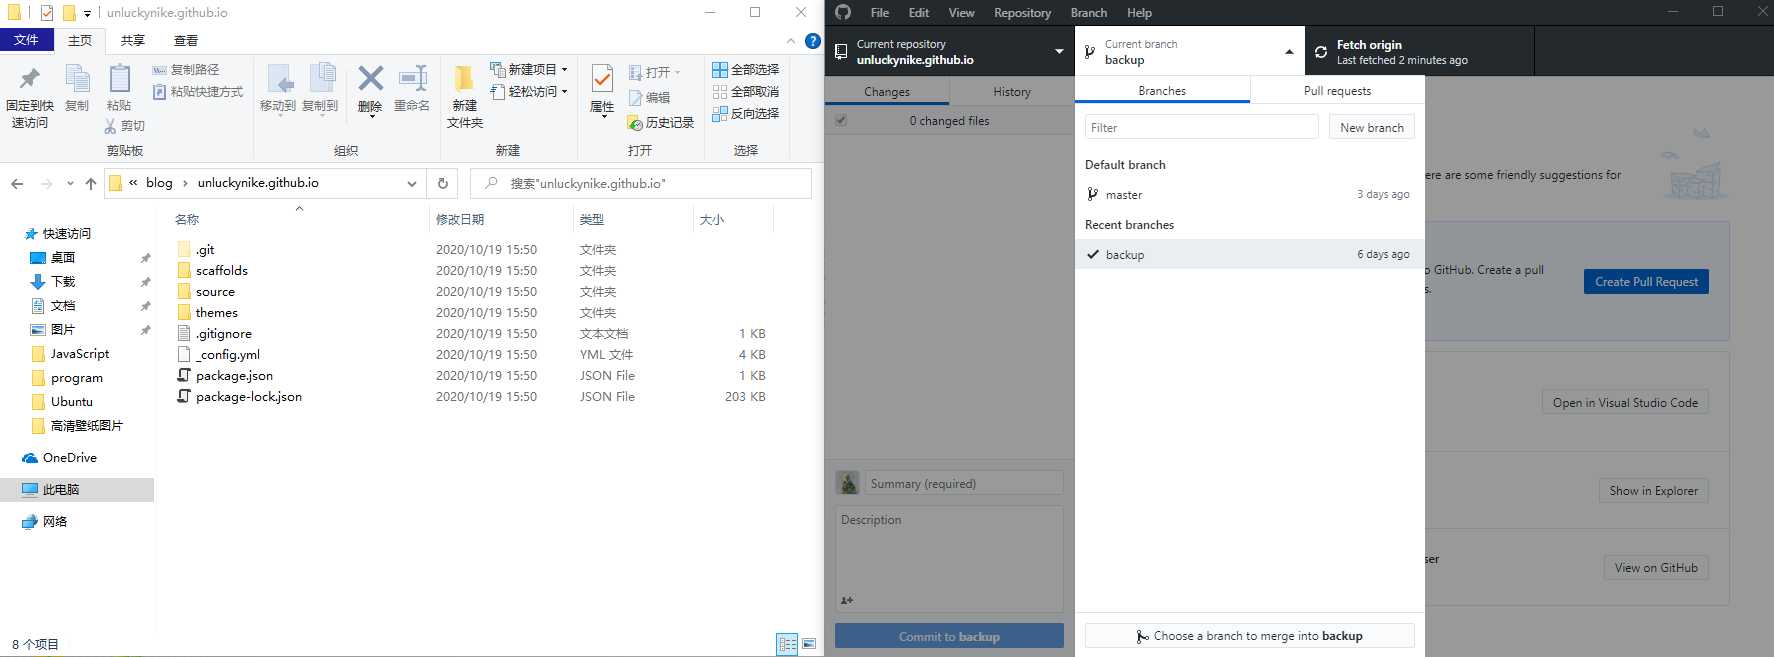 unluckynike.github.io
文件
主页
共享
查看
固定到快
速访问
复制
粘贴
复制路径
粘贴快捷方式
剪切
剪贴板
移动到
复制到
删除
重命名
组织
新建
文件夹
新建项目
轻松访问
新建
属性
打开
编辑
历史记录
打开
全部选择
全部取消
反向选择
选择
« blog › unluckynike.github.io
搜索"unluckynike.github.io"
快速访问
桌面
下载
文档
图片
JavaScript
program
Ubuntu
高清壁纸图片
OneDrive
此电脑
网络
名称 修改日期 类型 大小
.git 2020/10/19 15:50 文件夹
scaffolds 2020/10/19 15:50 文件夹
source 2020/10/19 15:50 文件夹
themes 2020/10/19 15:50 文件夹
.gitignore 2020/10/19 15:50 文本文档 1 KB
_config.yml 2020/10/19 15:50 YML 文件 4 KB
package.json 2020/10/19 15:50 JSON File 1 KB
package-lock.json 2020/10/19 15:50 JSON File 203 KB
8 个项目
File Edit View Repository Branch Help
Current repository
unluckynike.github.io
Current branch
backup
Fetch origin
Last fetched 2 minutes ago
Changes History
0 changed files
Summary (required)
Description
Commit to backup
Branches Pull requests
Filter
New branch
Default branch
master 3 days ago
Recent branches
backup 6 days ago
Choose a branch to merge into backup
ere are some friendly suggestions for
o GitHub. Create a pull
s.
Create Pull Request
Open in Visual Studio Code
Show in Explorer
ser
View on GitHub